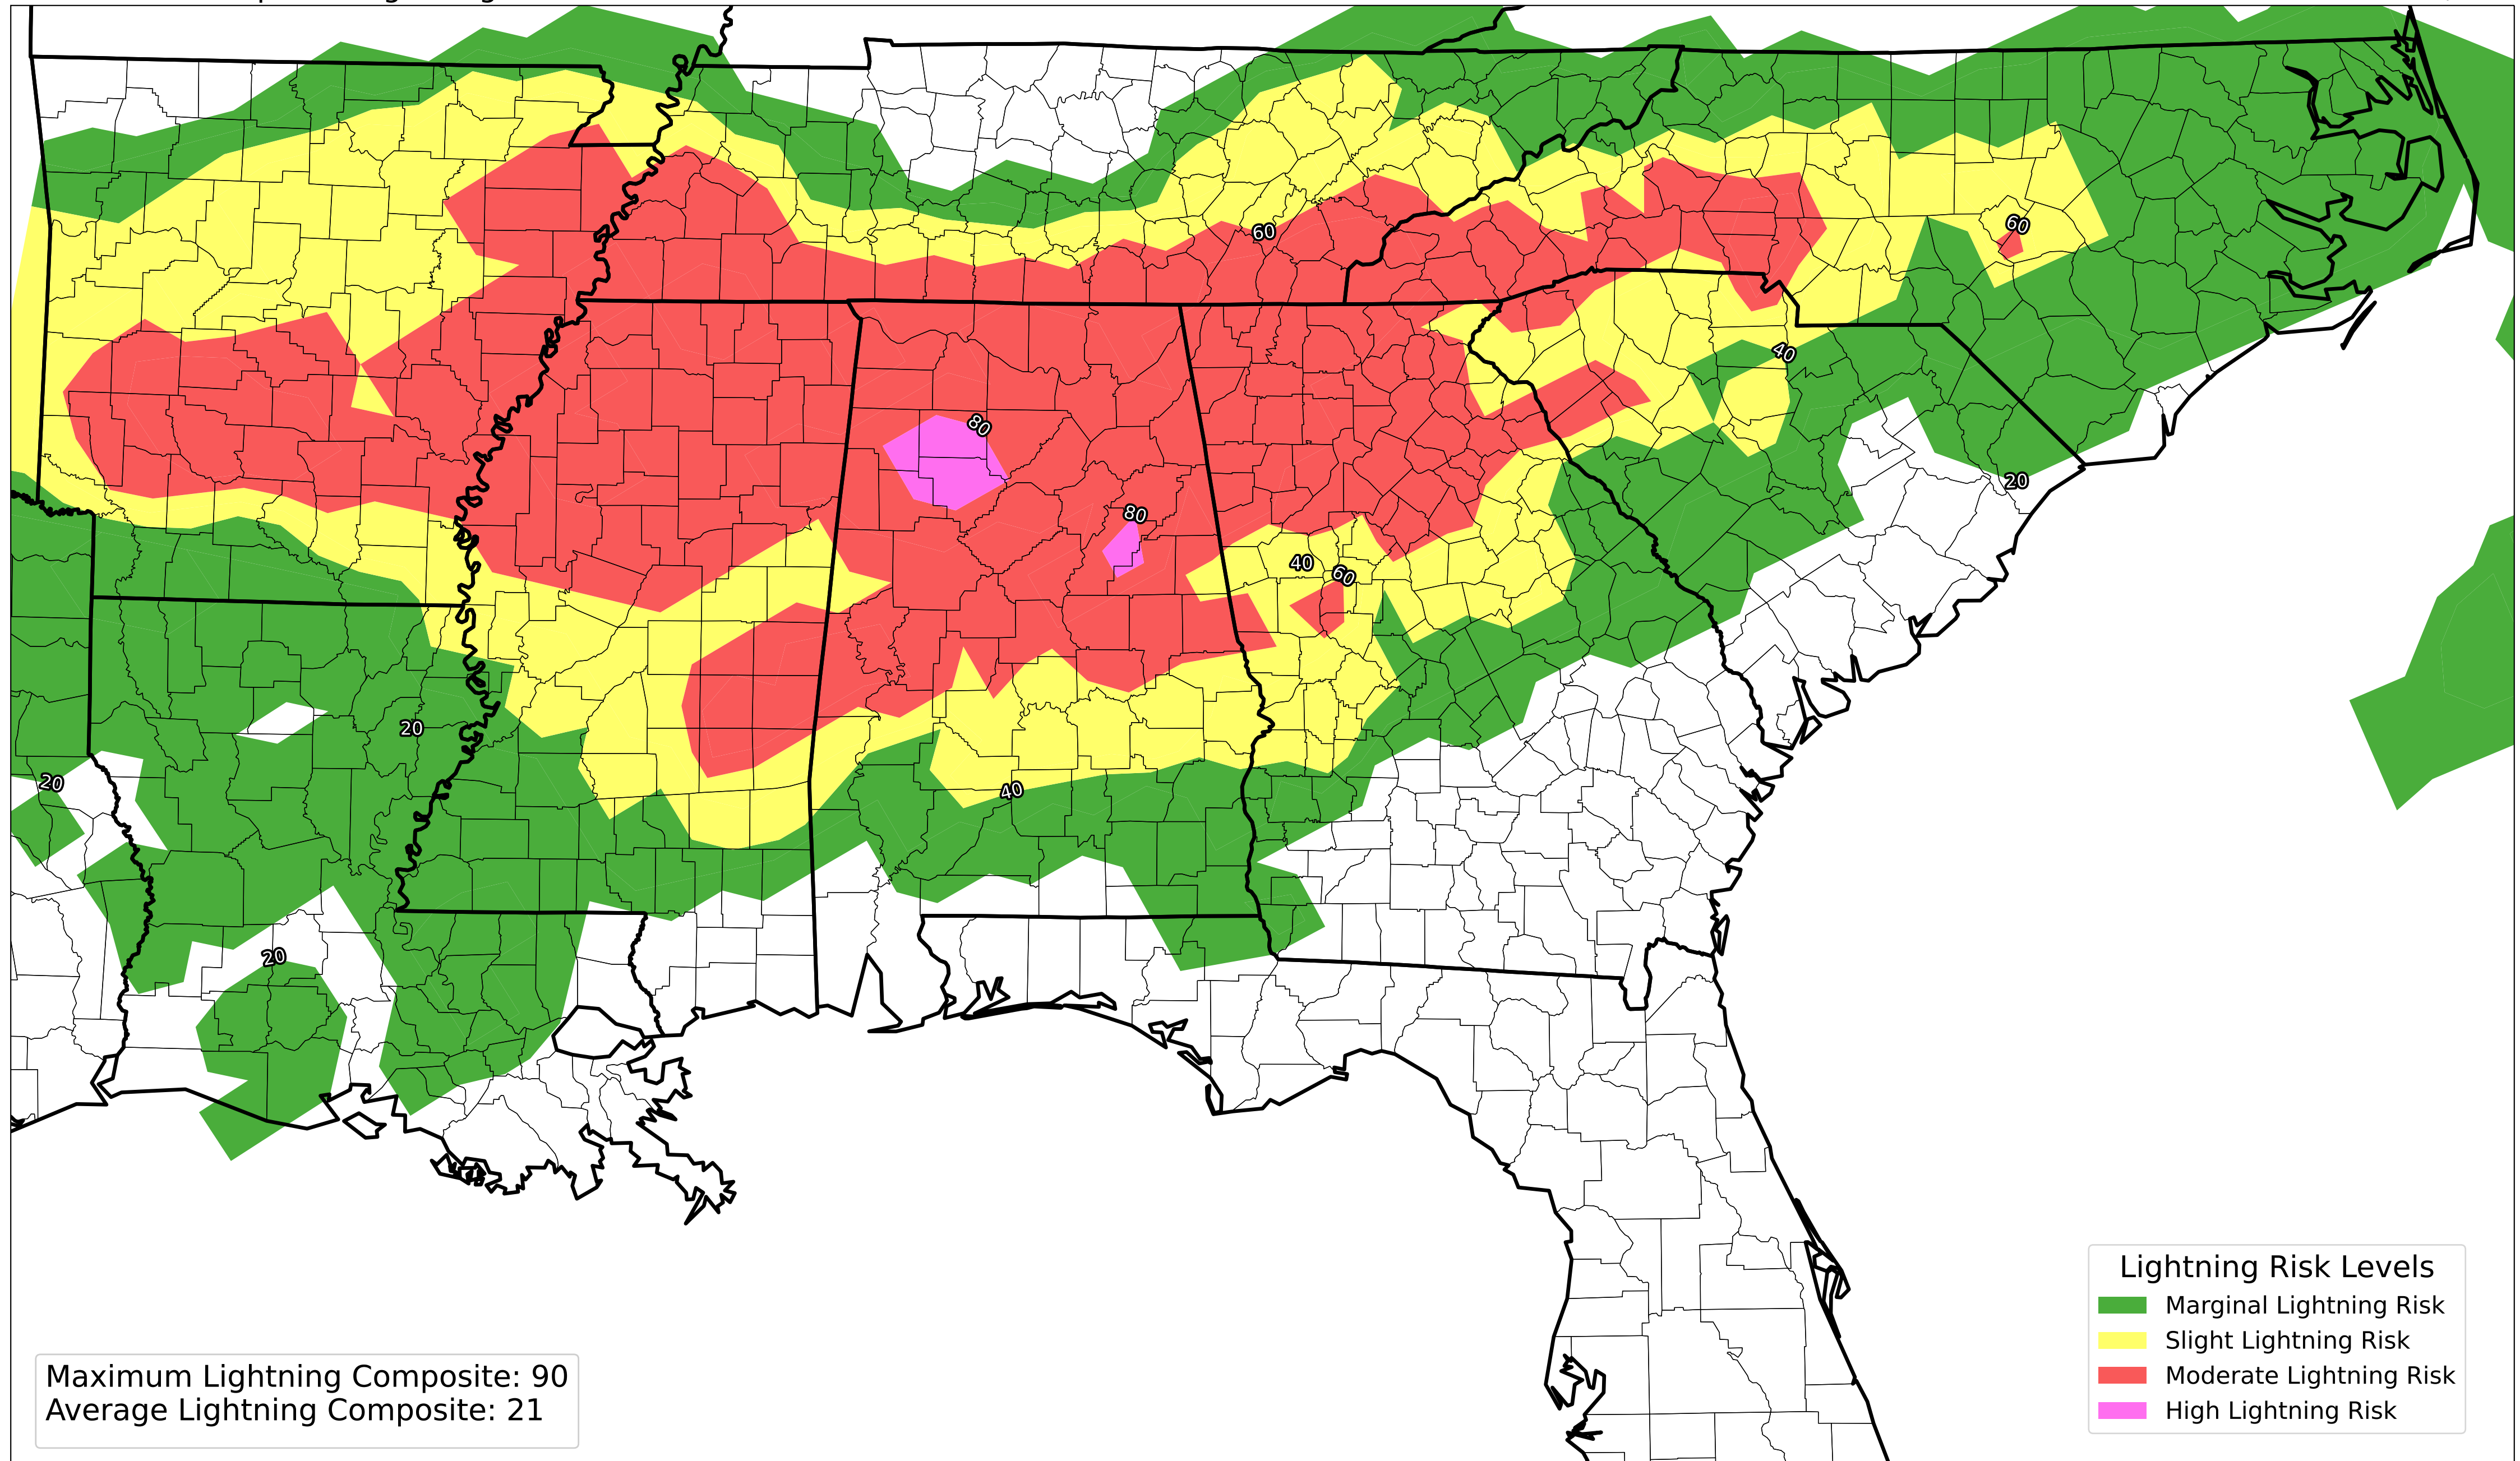 60
60
40
80
20
80
40
60
20
20
40
20
Lightning Risk Levels
Marginal Lightning Risk
Slight Lightning Risk
Moderate Lightning Risk
High Lightning Risk
Maximum Lightning Composite: 90
Average Lightning Composite: 21